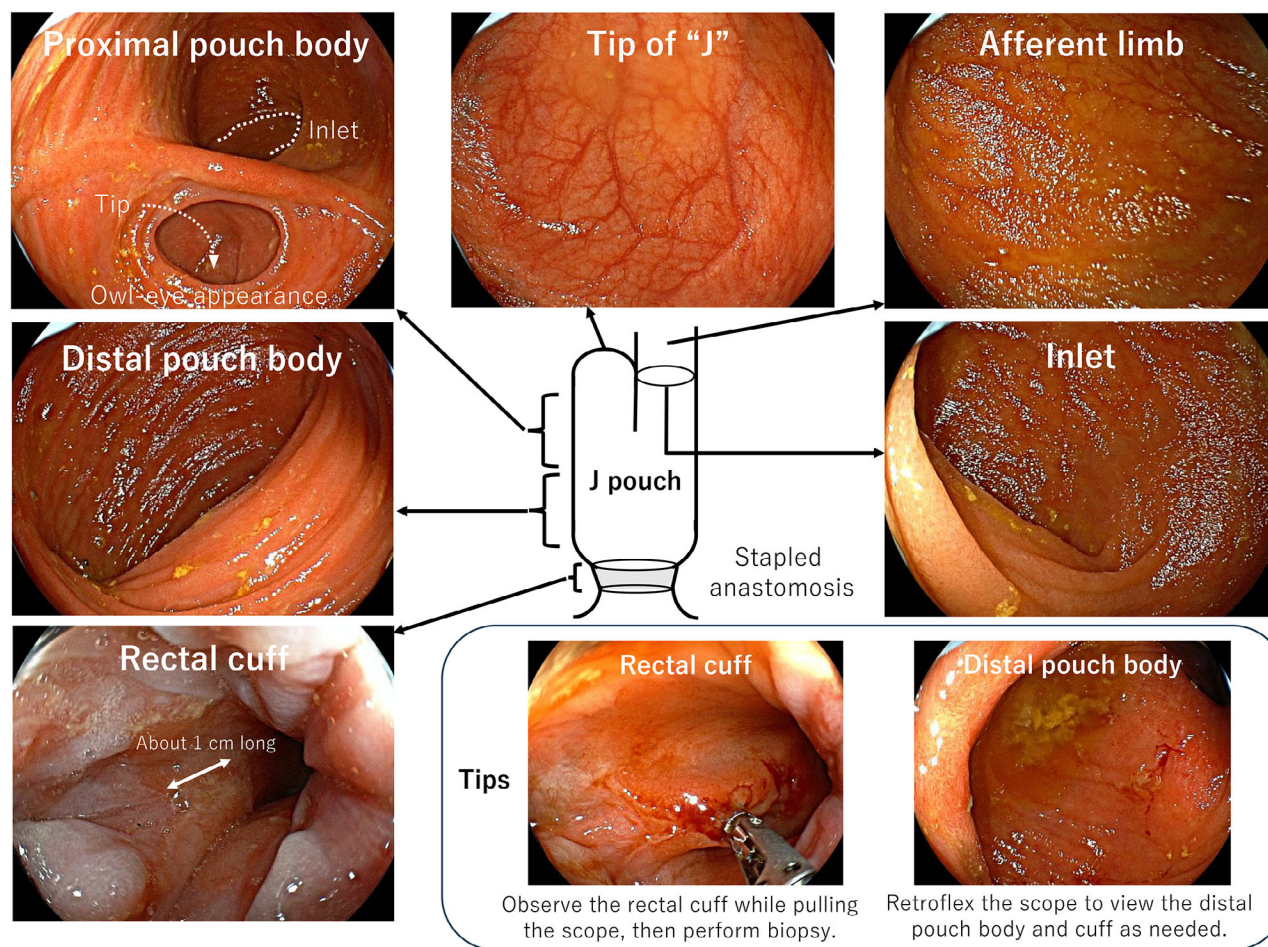 Proximal pouch body
Inlet
Tip
Owl-eye appearance
Tip of “J”
Afferent limb
Distal pouch body
J pouch
Stapled
anastomosis
Inlet
Rectal cuff
About 1 cm long
Tips
Rectal cuff
Observe the rectal cuff while pulling
the scope, then perform biopsy.
Distal pouch body
Retroflex the scope to view the distal
pouch body and cuff as needed.